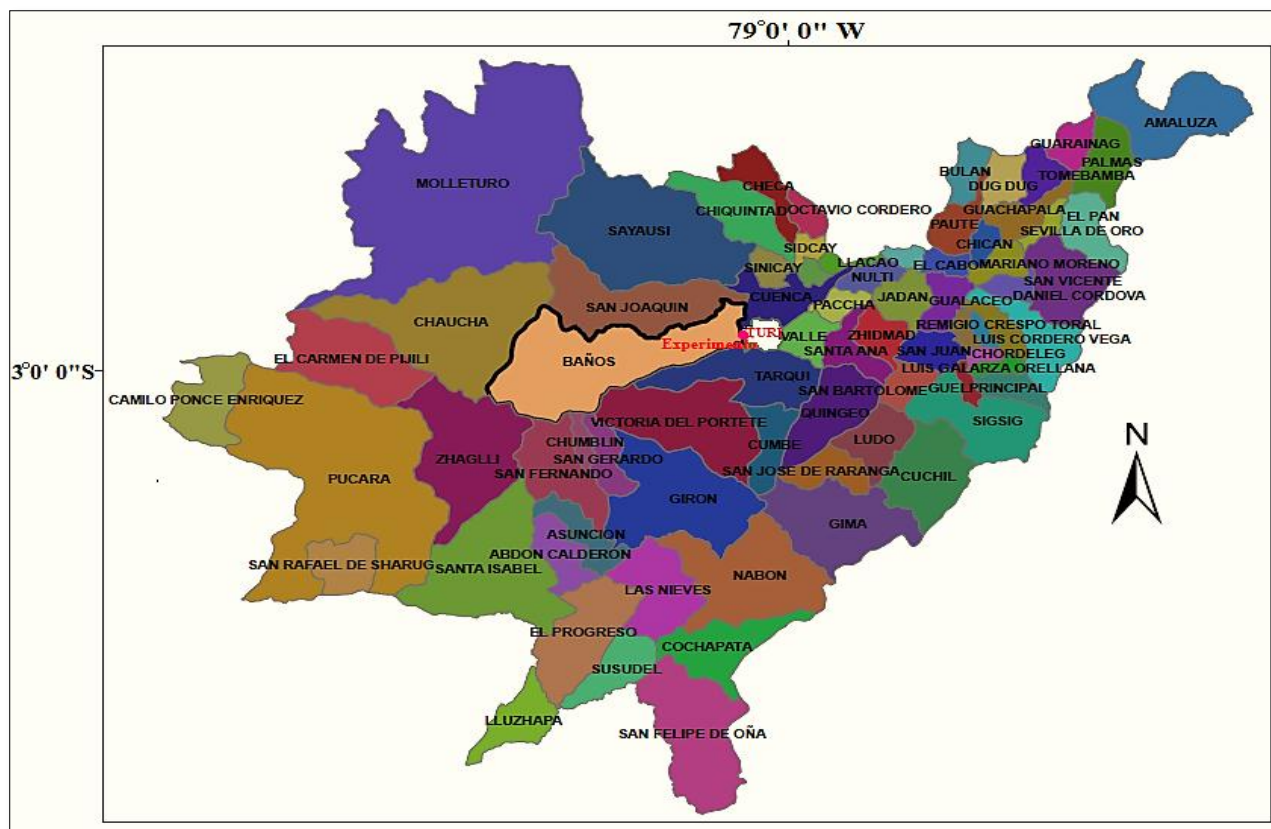 79°0' 0" W
AMALUZA
GUARAINAG
PALMAS
BULAN
TOMEBAMBA
MOLLETURO
CHECA
DUG DUG
CHIQUINTAD
OCTAVIO CORDERO
GUACHAPALA
EL PAN
PAUTE
SEVILLA DE ORO
SAYAUSI
CHICAN
SIDCAY
LLACAO
EL CABO
MARIANO MORENO
SINICAY
NULTI
SAN VICENTE
CUENCA
PACCHA
JADAN
GUALACEO
DANIEL CORDOVA
SAN JOAQUIN
CHAUCHA
TURI
VALLE
ZHIDMAD
REMIGIO CRESPO TORAL
Experimento
LUIS CORDERO VEGA
EL CARMEN DE PIJILI
BAÑOS
SANTA ANA
SAN JUAN
CHORDELEG
3°0' 0"S
TARQUI
LUIS GALARZA ORELLANA
CAMILO PONCE ENRIQUEZ
SAN BARTOLOME
GUEL
PRINCIPAL
VICTORIA DEL PORTETE
QUINGEO
SIGSIG
CHUMBLIN
CUMBE
LUDO
ZHAGLLI
SAN GERARDO
PUCARA
SAN FERNANDO
SAN JOSE DE RARANGA
CUCHIL
N
GIRON
GIMA
ASUNCION
ABDON CALDERON
SAN RAFAEL DE SHARUG
SANTA ISABEL
NABON
LAS NIEVES
EL PROGRESO
COCHAPATA
SUSUDEL
LLUZHAPA
SAN FELIPE DE OÑA